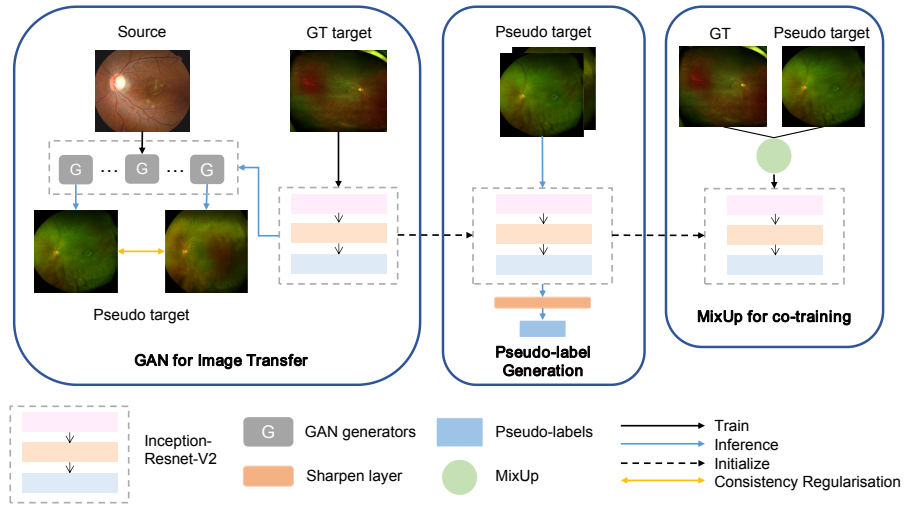 Source
GT target
G
...
G
...
G
Pseudo target
GAN for Image Transfer
Pseudo target
Pseudo-label
Generation
GT
Pseudo target
MixUp for co-training
Inception-
Resnet-V2
G
GAN generators
Sharpen layer
Pseudo-labels
MixUp
Train
Inference
Initialize
Consistency Regularisation